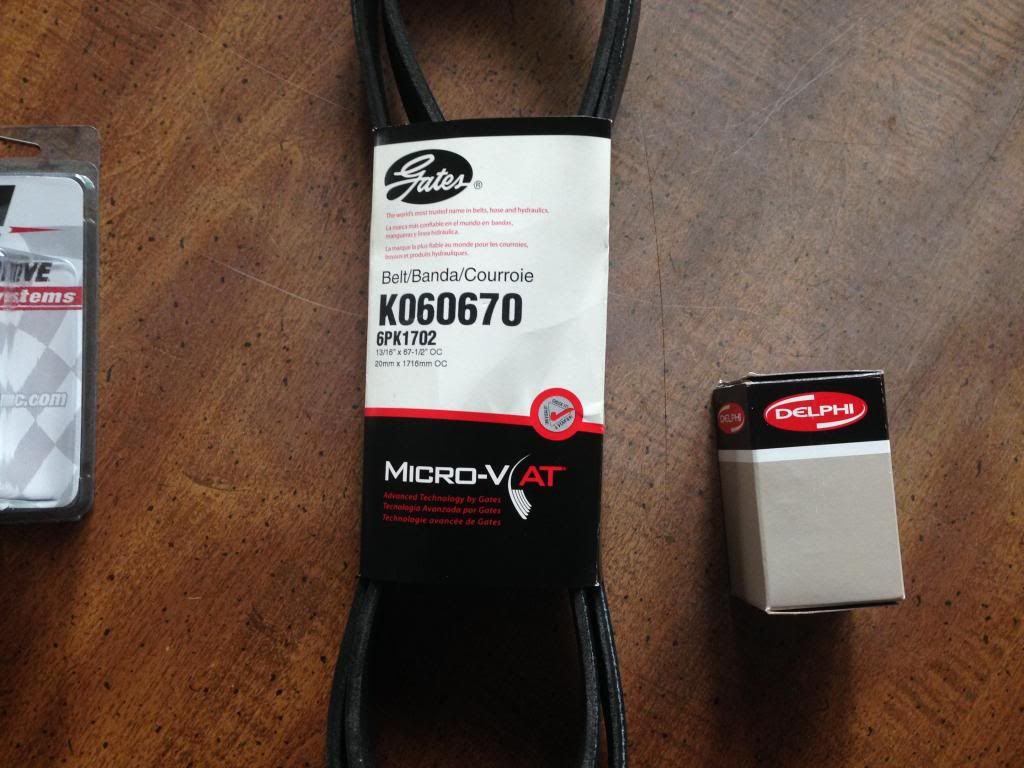 ystems
mc.com
Gates®
The world's most trusted name in belts, hose and hydraulics.
La marca más confiable en el mundo en bandas,
mangueras y línea hidráulica.
La marque la plus fiable au monde pour les courroies,
boyaux et produits hydrauliques.
Belt/Banda/Courroie
K060670
6PK1702
13/16" x 67-1/2" OC
20mm x 1716mm OC
MICRO-V AT
Advanced Technology by Gates
Tecnología Avanzada por Gates
Technologie avancée de Gates
DELPHI
DELPHI